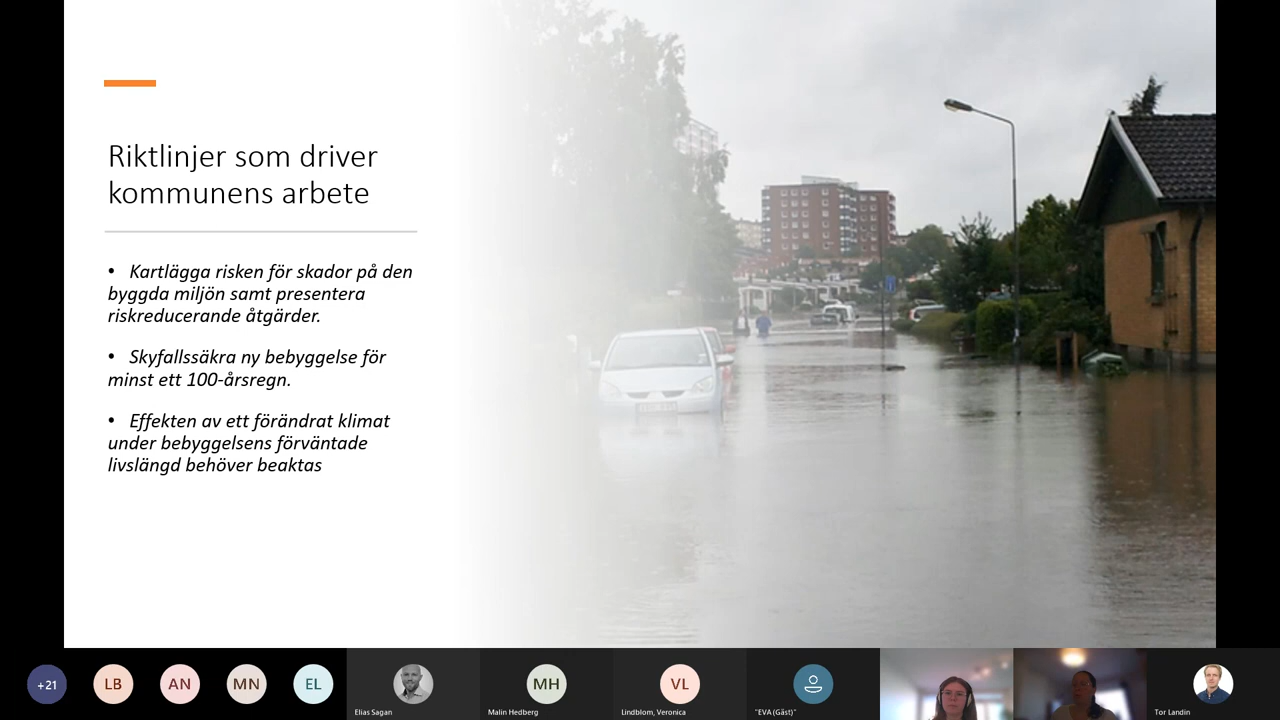 Riktlinjer som driver
kommunens arbete
• Kartlägga risken för skador på den
byggda miljön samt presentera
riskreducerande åtgärder.
• Skyfallssäkra ny bebyggelse för
minst ett 100-årsregn.
• Effekten av ett förändrat klimat
under bebyggelsens förväntade
livslängd behöver beaktas
+21
LB
AN
MN
EL
Elias Sagan
MH
Malin Hedberg
VL
Lindblom, Veronica
"EVA (Gäst)"
Tor Landin